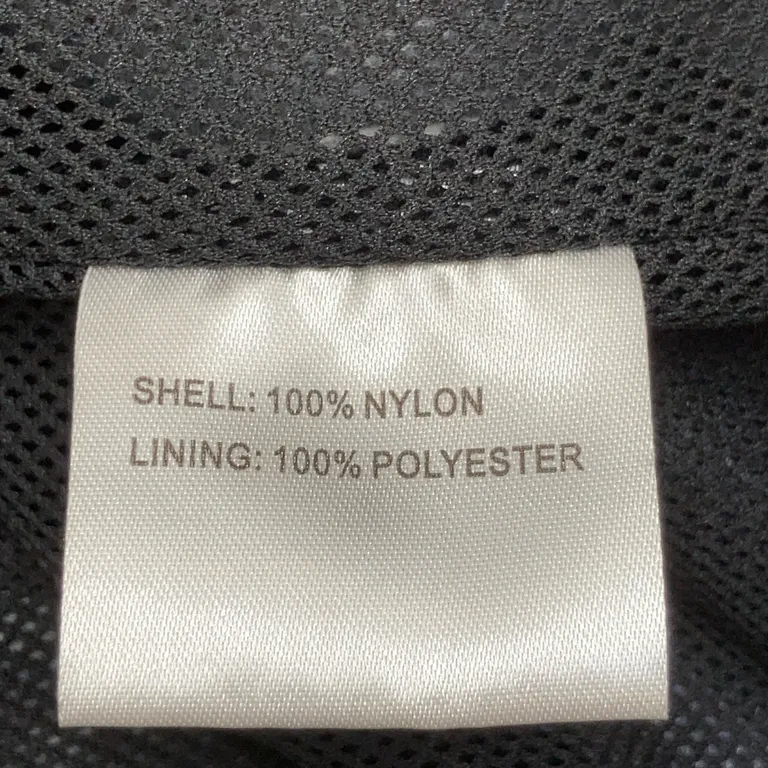 SHELL: 100% NYLON
LINING: 100% POLYESTER